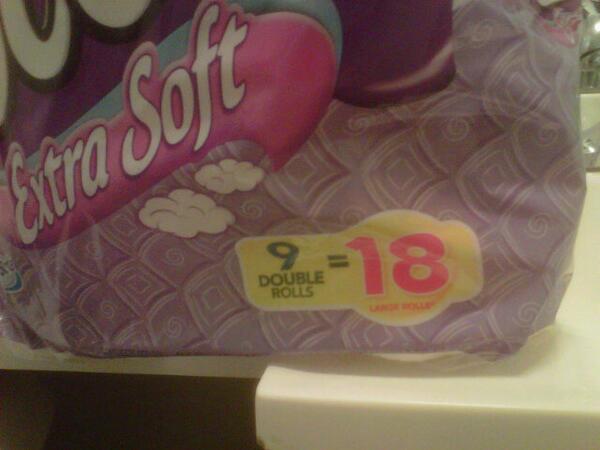 Extra Soft
9 = 18
DOUBLE
ROLLS
LARGE ROLLS*